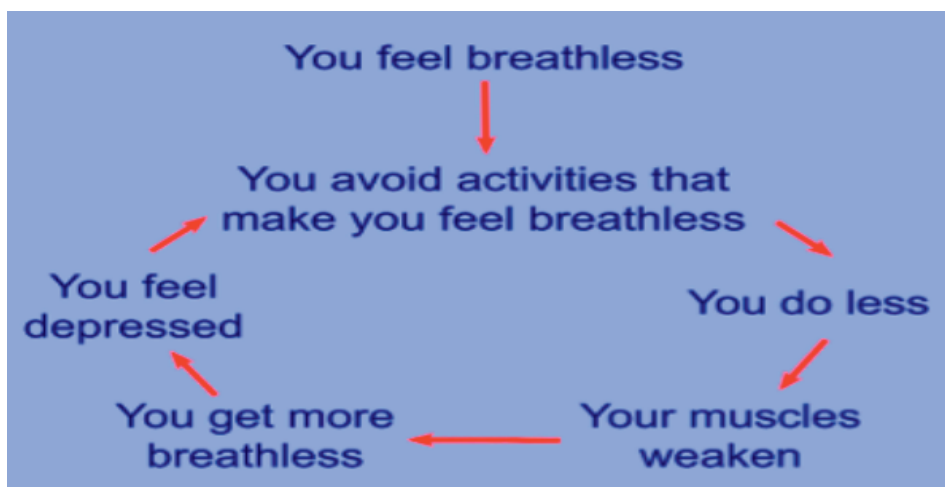 You feel breathless
You avoid activities that
make you feel breathless
You do less
Your muscles
weaken
You get more
breathless
You feel
depressed